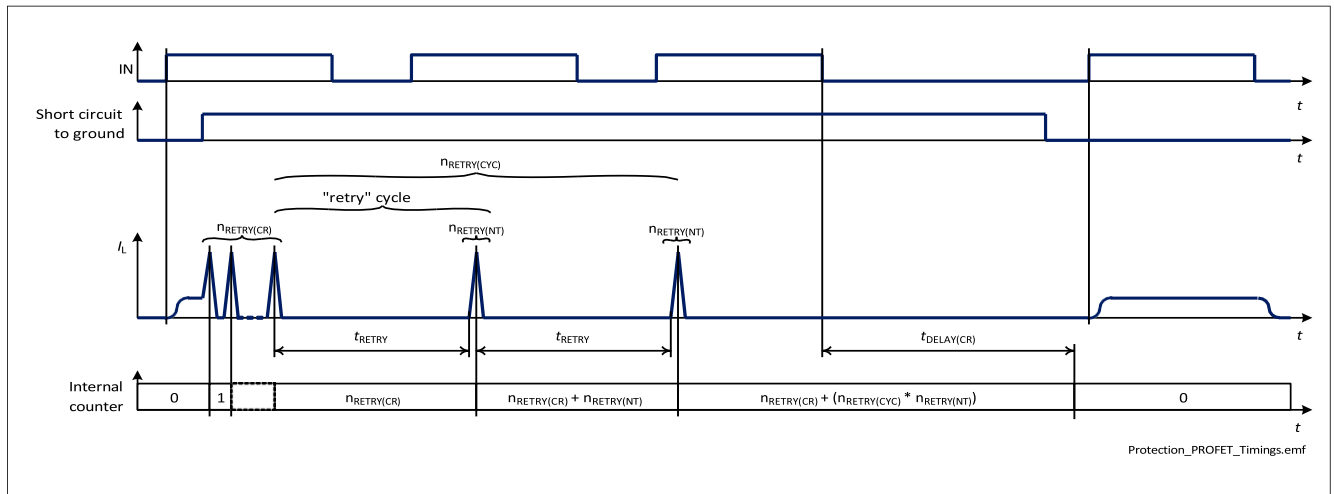 IN
t
Short circuit
to ground
t
nRETRY(CYC)
"retry" cycle
nRETRY(CR)
nRETRY(NT)
nRETRY(NT)
IL
t
tRETRY
tRETRY
tDELAY(CR)
Internal
counter
0
1
nRETRY(CR)
nRETRY(CR) + nRETRY(NT)
nRETRY(CR) + (nRETRY(CYC) * nRETRY(NT))
0
t
Protection_PROFET_Timings.emf